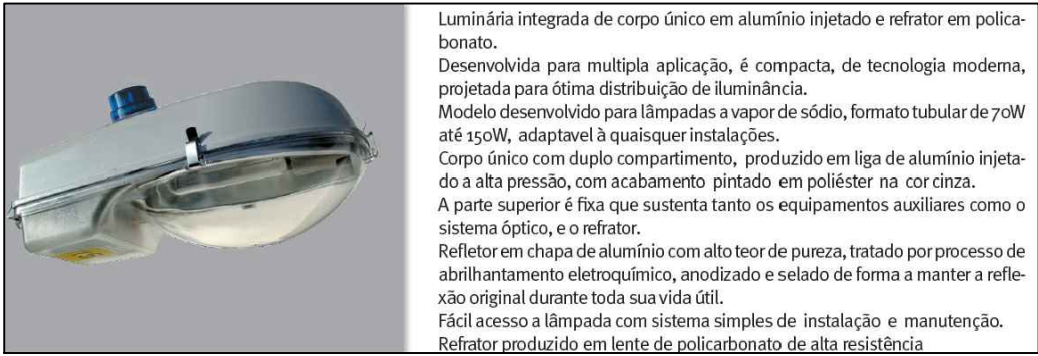 Luminária integrada de corpo único em alumínio injetado e refrator em polica-
bonato.
Desenvolvida para multipla aplicação, é compacta, de tecnologia moderna,
projetada para ótima distribuição de iluminância.
Modelo desenvolvido para lâmpadas a vapor de sódio, formato tubular de 70W
até 150W, adaptavel à quaisquer instalações.
Corpo único com duplo compartimento, produzido em liga de alumínio injeta-
do a alta pressão, com acabamento pintado em poliéster na cor cinza.
A parte superior é fixa que sustenta tanto os equipamentos auxiliares como o
sistema óptico, e o refrator.
Refletor em chapa de alumínio com alto teor de pureza, tratado por processo de
abrilhantamento eletroquímico, anodizado e selado de forma a manter a refle-
xão original durante toda sua vida útil.
Fácil acesso a lâmpada com sistema simples de instalação e manutenção.
Refrator produzido em lente de policarbonato de alta resistência